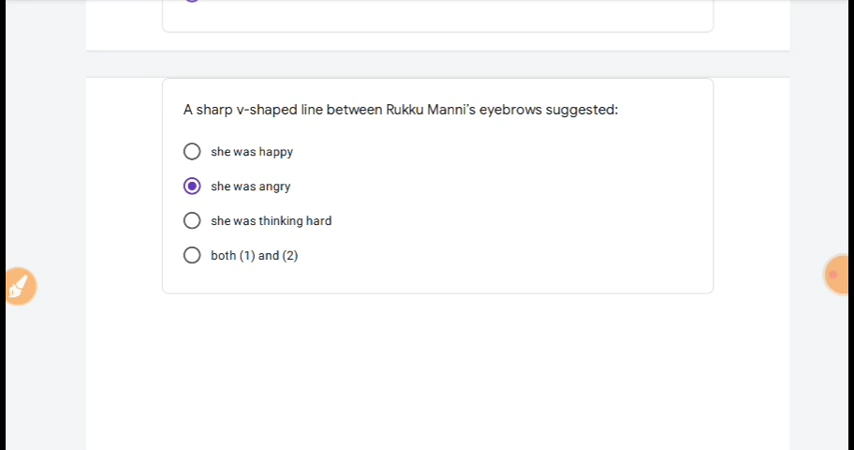 A sharp v-shaped line between Rukku Manni's eyebrows suggested:
she was happy
she was angry
she was thinking hard
both (1) and (2)